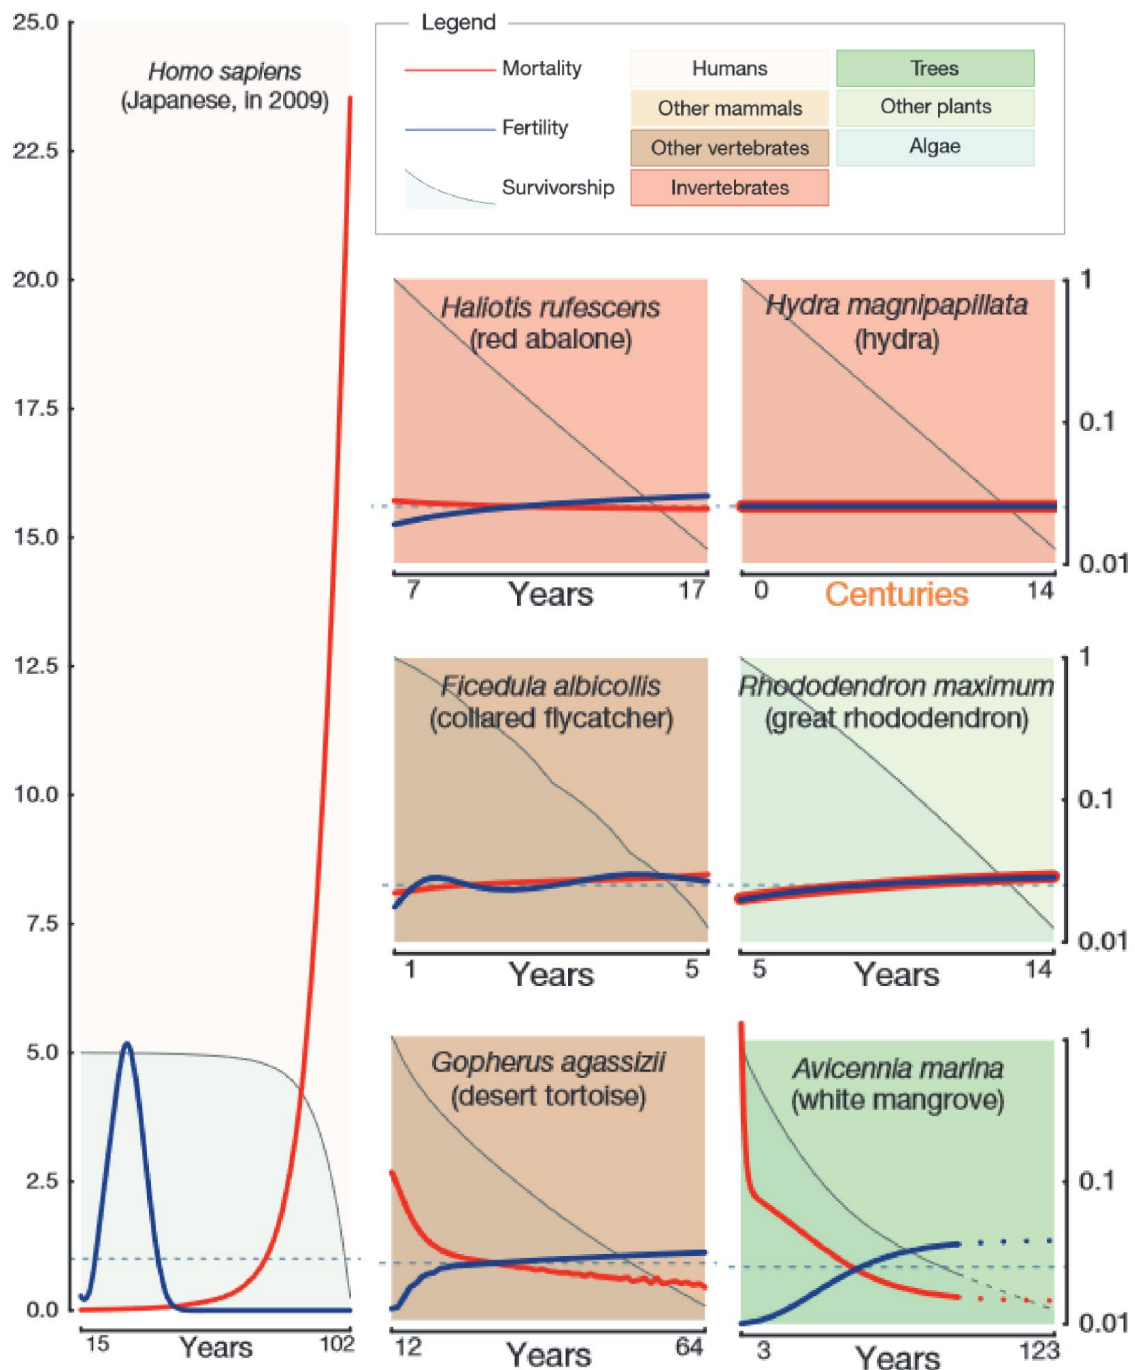 25.0
22.5
20.0
17.5
15.0
12.5
10.0
7.5
5.0
2.5
0.0
Homo sapiens
(Japanese, in 2009)
15 Years 102
Legend
Mortality
Fertility
Survivorship
Humans
Other mammals
Other vertebrates
Invertebrates
Trees
Other plants
Algae
Haliotis rufescens
(red abalone)
7 Years 17
Hydra magnipapillata
(hydra)
0 Centuries 14
1
0.1
0.01
Ficedula albicollis
(collared flycatcher)
1 Years 5
Rhododendron maximum
(great rhododendron)
5 Years 14
1
0.1
0.01
Gopherus agassizii
(desert tortoise)
12 Years 64
Avicennia marina
(white mangrove)
3 Years 123
1
0.1
0.01